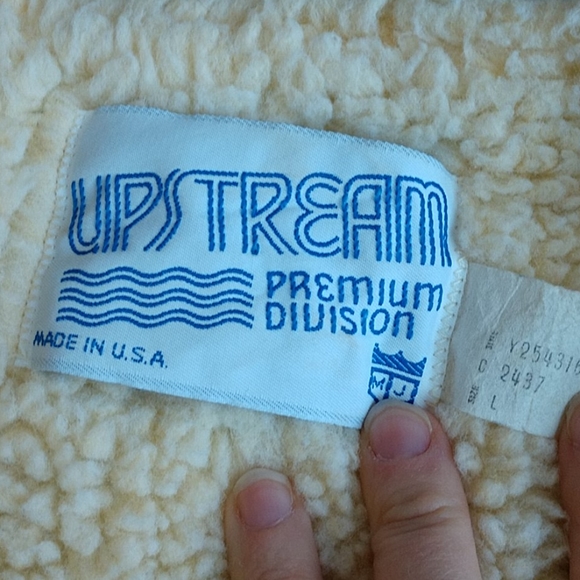 UPSTREAM
PREMIUM
DIVISION
MADE IN U.S.A.
M J
C 2437
L